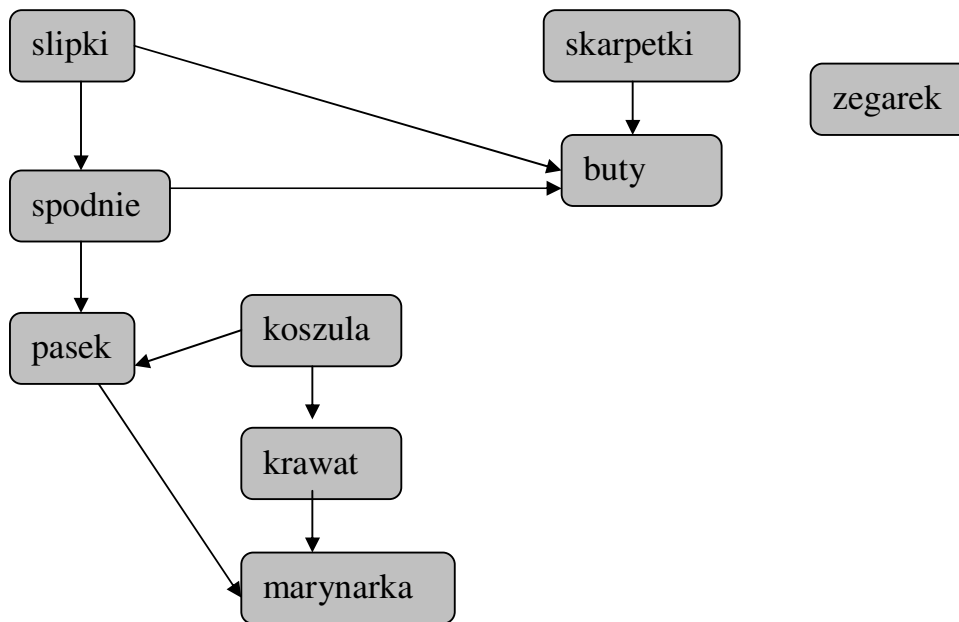 slipki
skarpetki
zegarek
buty
spodnie
koszula
pasek
krawat
marynarka